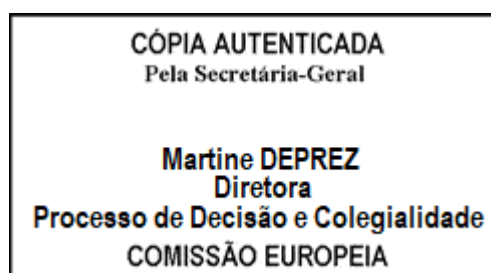 CÓPIA AUTENTICADA
Pela Secretária-Geral
Martine DEPREZ
Diretora
Processo de Decisão e Colegialidade
COMISSÃO EUROPEIA